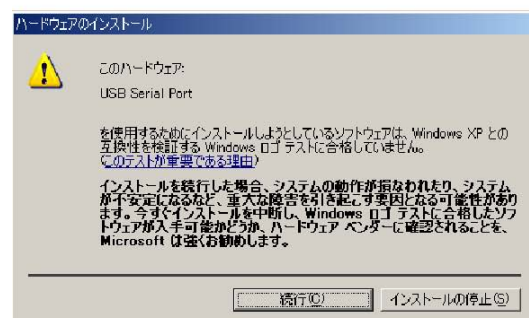 ハードウェアのインストール
このハードウェア:
USB Serial Port
を使用するためにインストールしようとしているソフトウェアは、Windows XP との
互換性を検証する Windows ロゴ テストに合格していません。
(このテストが重要である理由)
インストールを続行した場合、システムの動作が損なわれたり、システム
が不安定になるなど、重大な障害を引き起こす要因となる可能性があり
ます。今すぐインストールを中断し、Windows ロゴ テストに合格したソフ
トウェアが入手可能かどうか、ハードウェア ベンダーに確認されることを、
Microsoft は強くお勧めします。
続行(C)
インストールの停止(S)